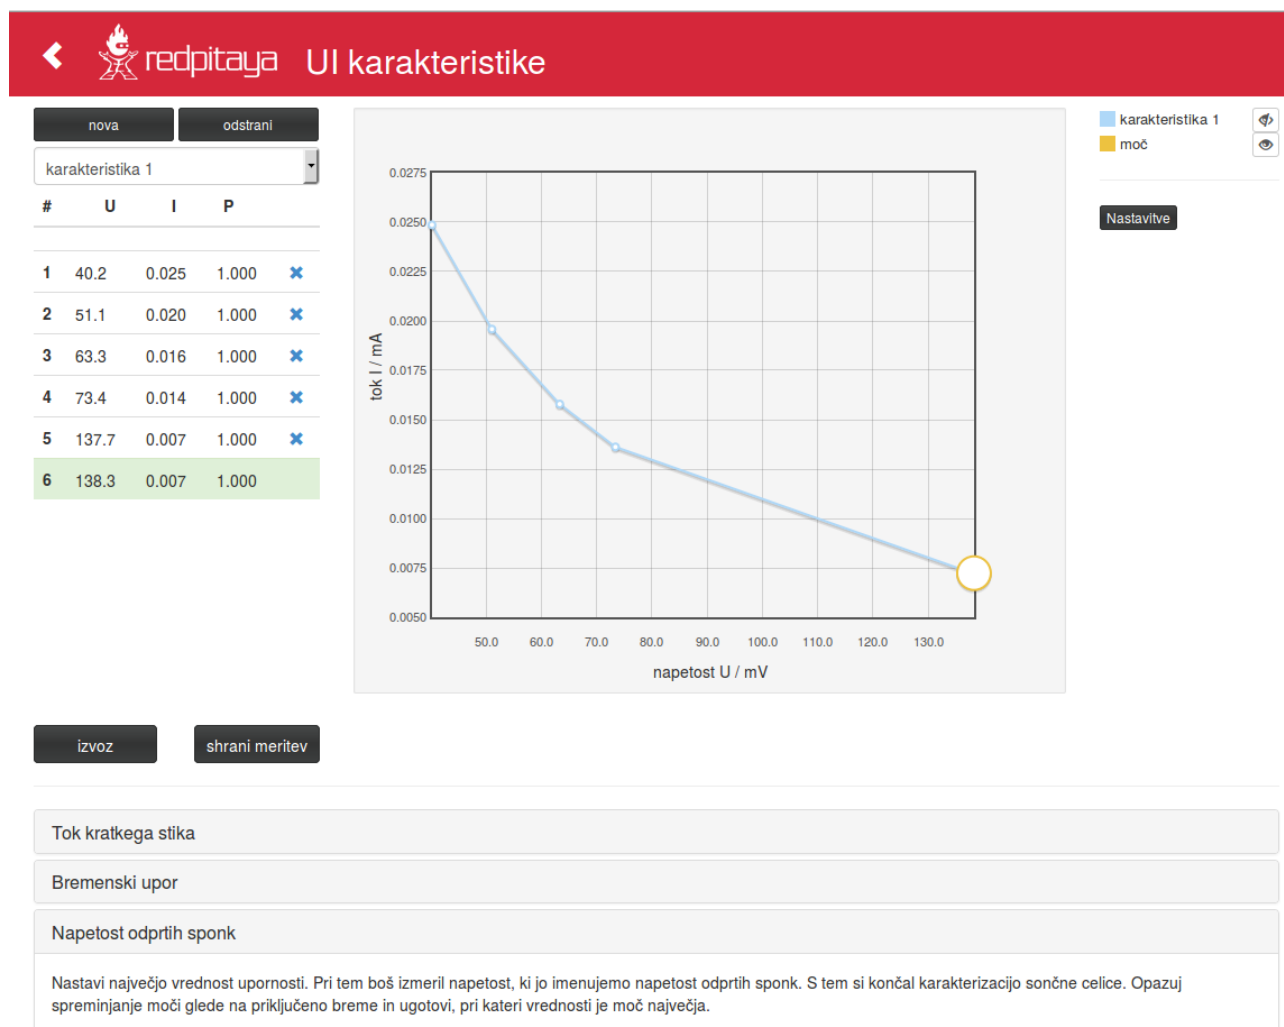 redpitaya UI karakteristike
nova odstrani
karakteristika 1
# U I P
1 40.2 0.025 1.000
2 51.1 0.020 1.000
3 63.3 0.016 1.000
4 73.4 0.014 1.000
5 137.7 0.007 1.000
6 138.3 0.007 1.000
0.0275
0.0250
0.0225
0.0200
0.0175
0.0150
0.0125
0.0100
0.0075
0.0050
tok I / mA
50.0 60.0 70.0 80.0 90.0 100.0 110.0 120.0 130.0
napetost U / mV
karakteristika 1
moč
Nastavitve
izvoz shrani meritev
Tok kratkega stika
Bremenski upor
Napetost odprtih sponk
Nastavi največjo vrednost upornosti. Pri tem boš izmeril napetost, ki jo imenujemo napetost odprtih sponk. S tem si končal karakterizacijo sončne celice. Opazuj
spreminjanje moči glede na priključeno breme in ugotovi, pri kateri vrednosti je moč največja.